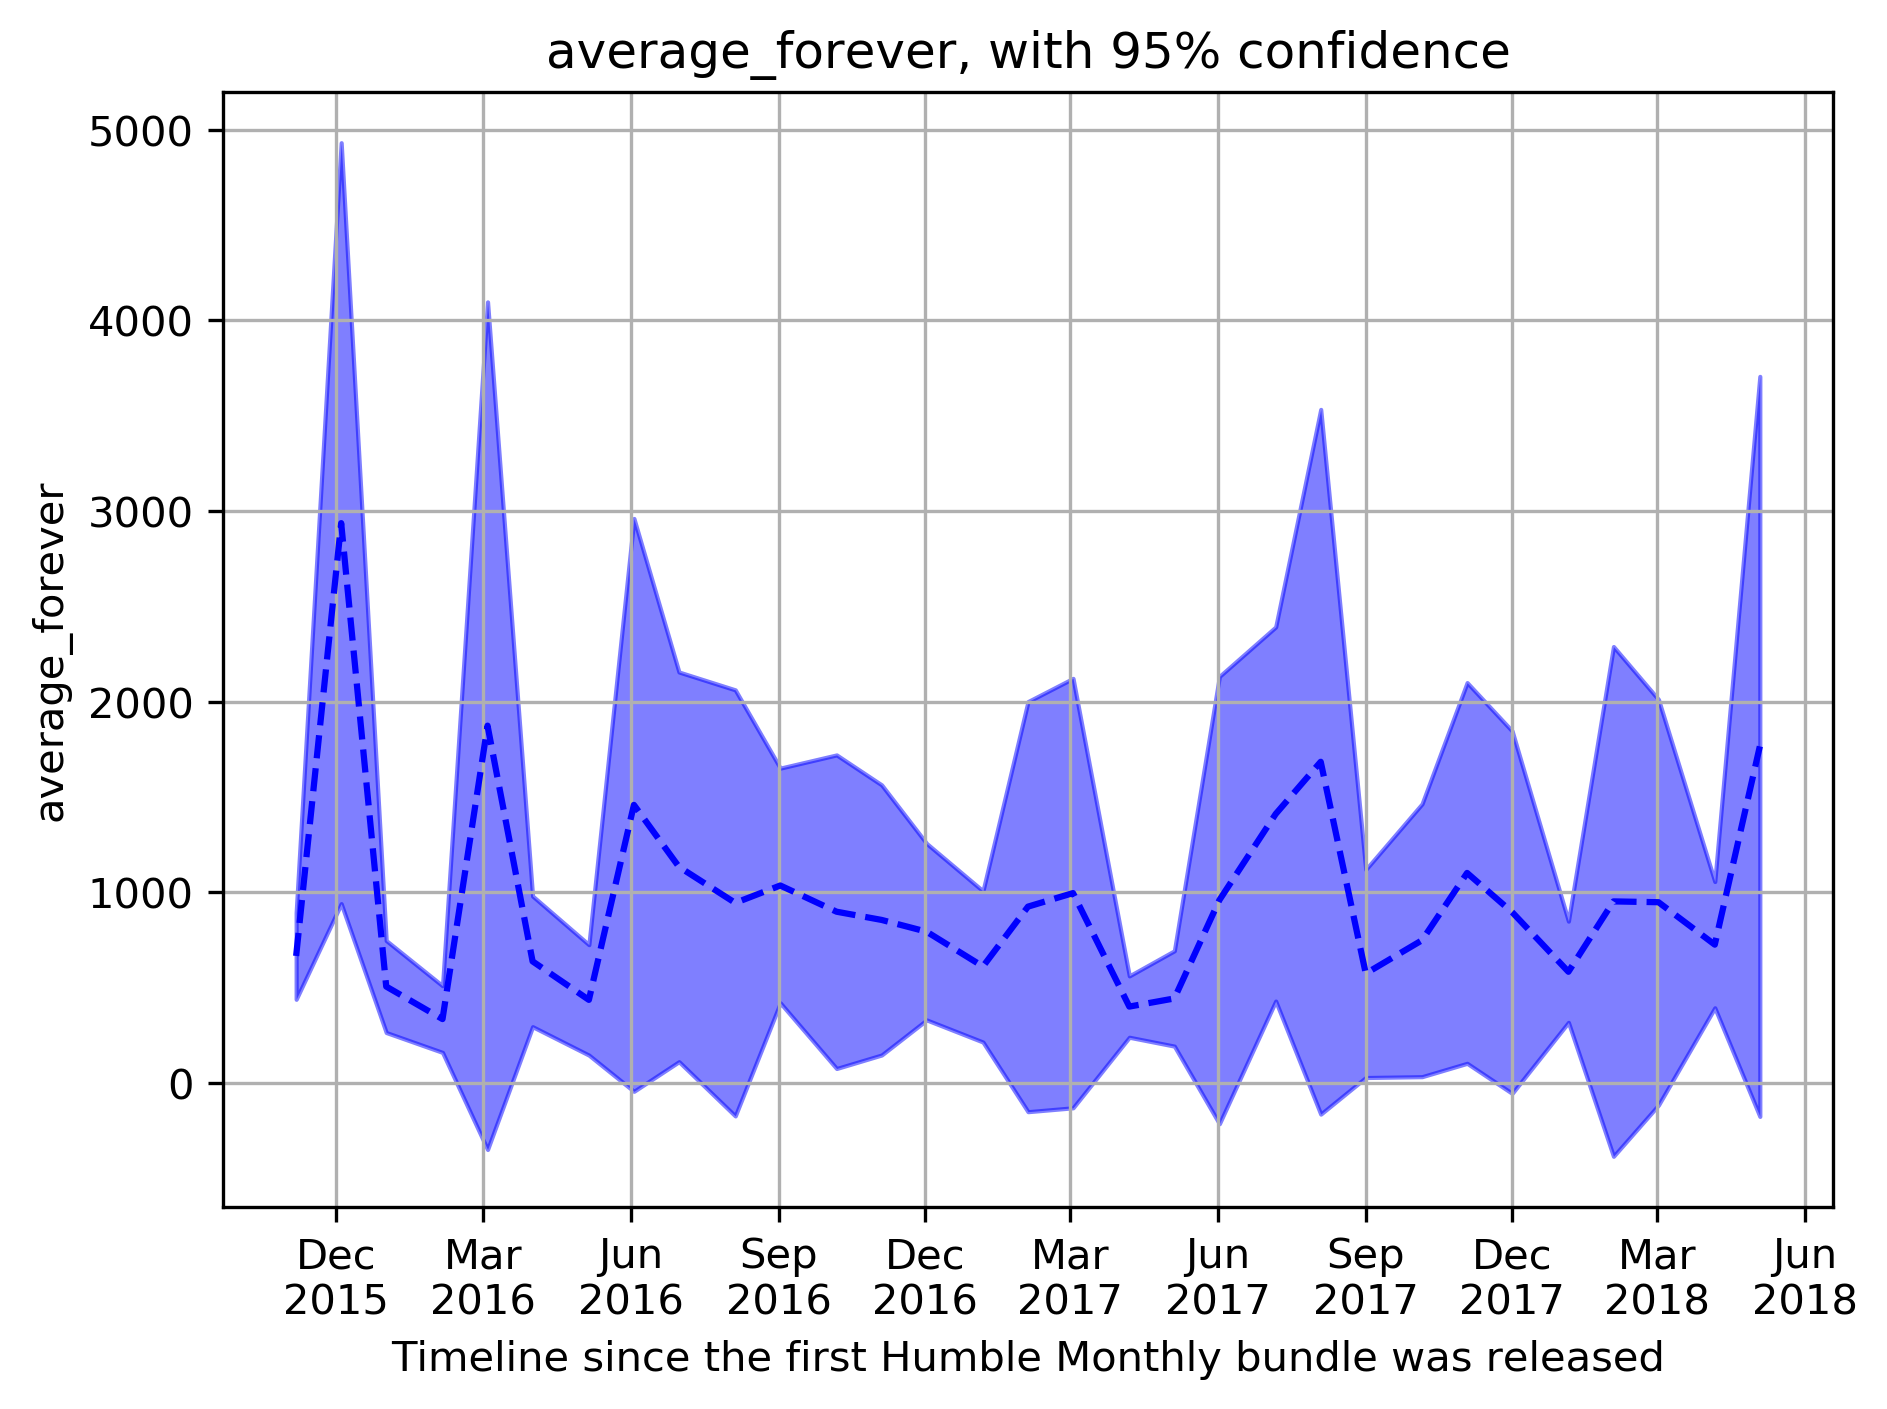 average_forever, with 95% confidence
5000
4000
3000
2000
1000
0
average_forever
Dec Mar Jun Sep Dec Mar Jun Sep Dec Mar Jun
2015 2016 2016 2016 2016 2017 2017 2017 2017 2018 2018
Timeline since the first Humble Monthly bundle was released